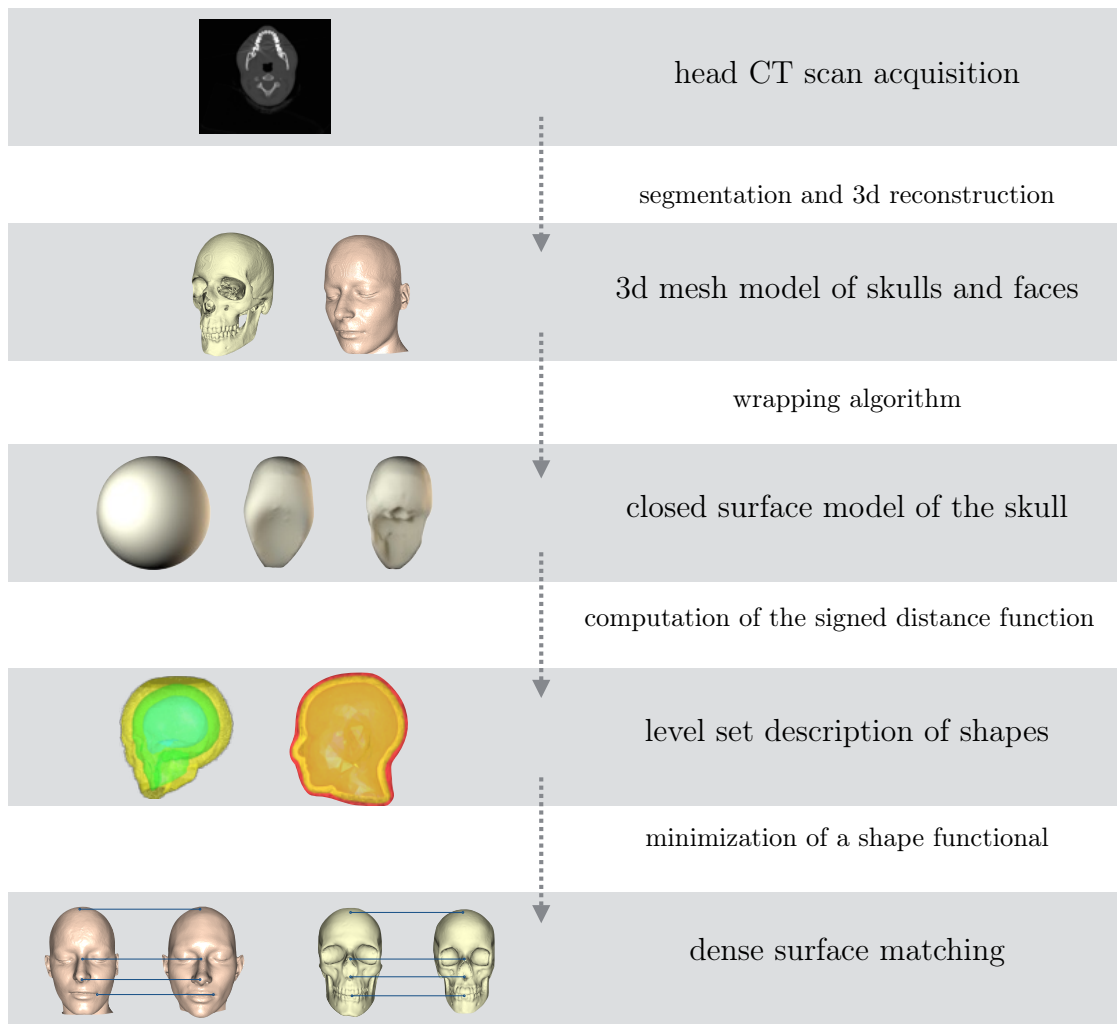 head CT scan acquisition
segmentation and 3d reconstruction
3d mesh model of skulls and faces
wrapping algorithm
closed surface model of the skull
computation of the signed distance function
level set description of shapes
minimization of a shape functional
dense surface matching